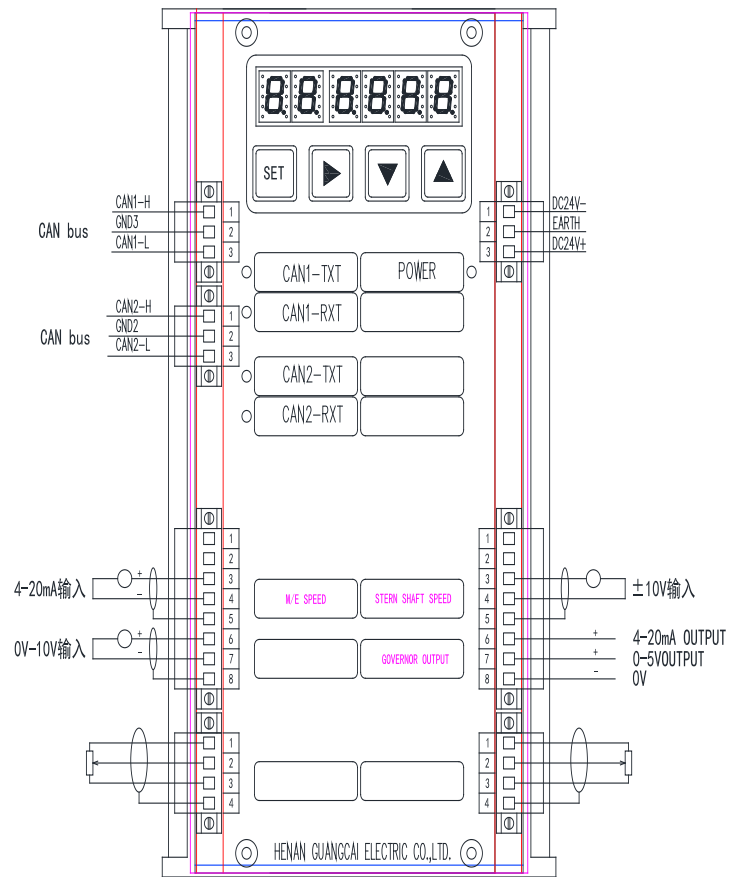 88 8888
SET
CAN1-H
GND3
CAN1-L
CAN bus
1
2
3
DC24V-
EARTH
DC24V+
1
2
3
CAN1-TXT
POWER
CAN1-RXT
CAN2-H
GND2
CAN2-L
CAN bus
1
2
3
CAN2-TXT
CAN2-RXT
1
2
3
4
5
6
7
8
+
-
4-20mA输入
+
-
0V-10V输入
1
2
3
4
5
6
7
8
±10V输入
+
4-20mA OUTPUT
+
0-5VOUTPUT
-
0V
M/E SPEED
STERN SHAFT SPEED
GOVERNOR OUTPUT
1
2
3
4
1
2
3
4
HENAN GUANGCAI ELECTRIC CO.,LTD.